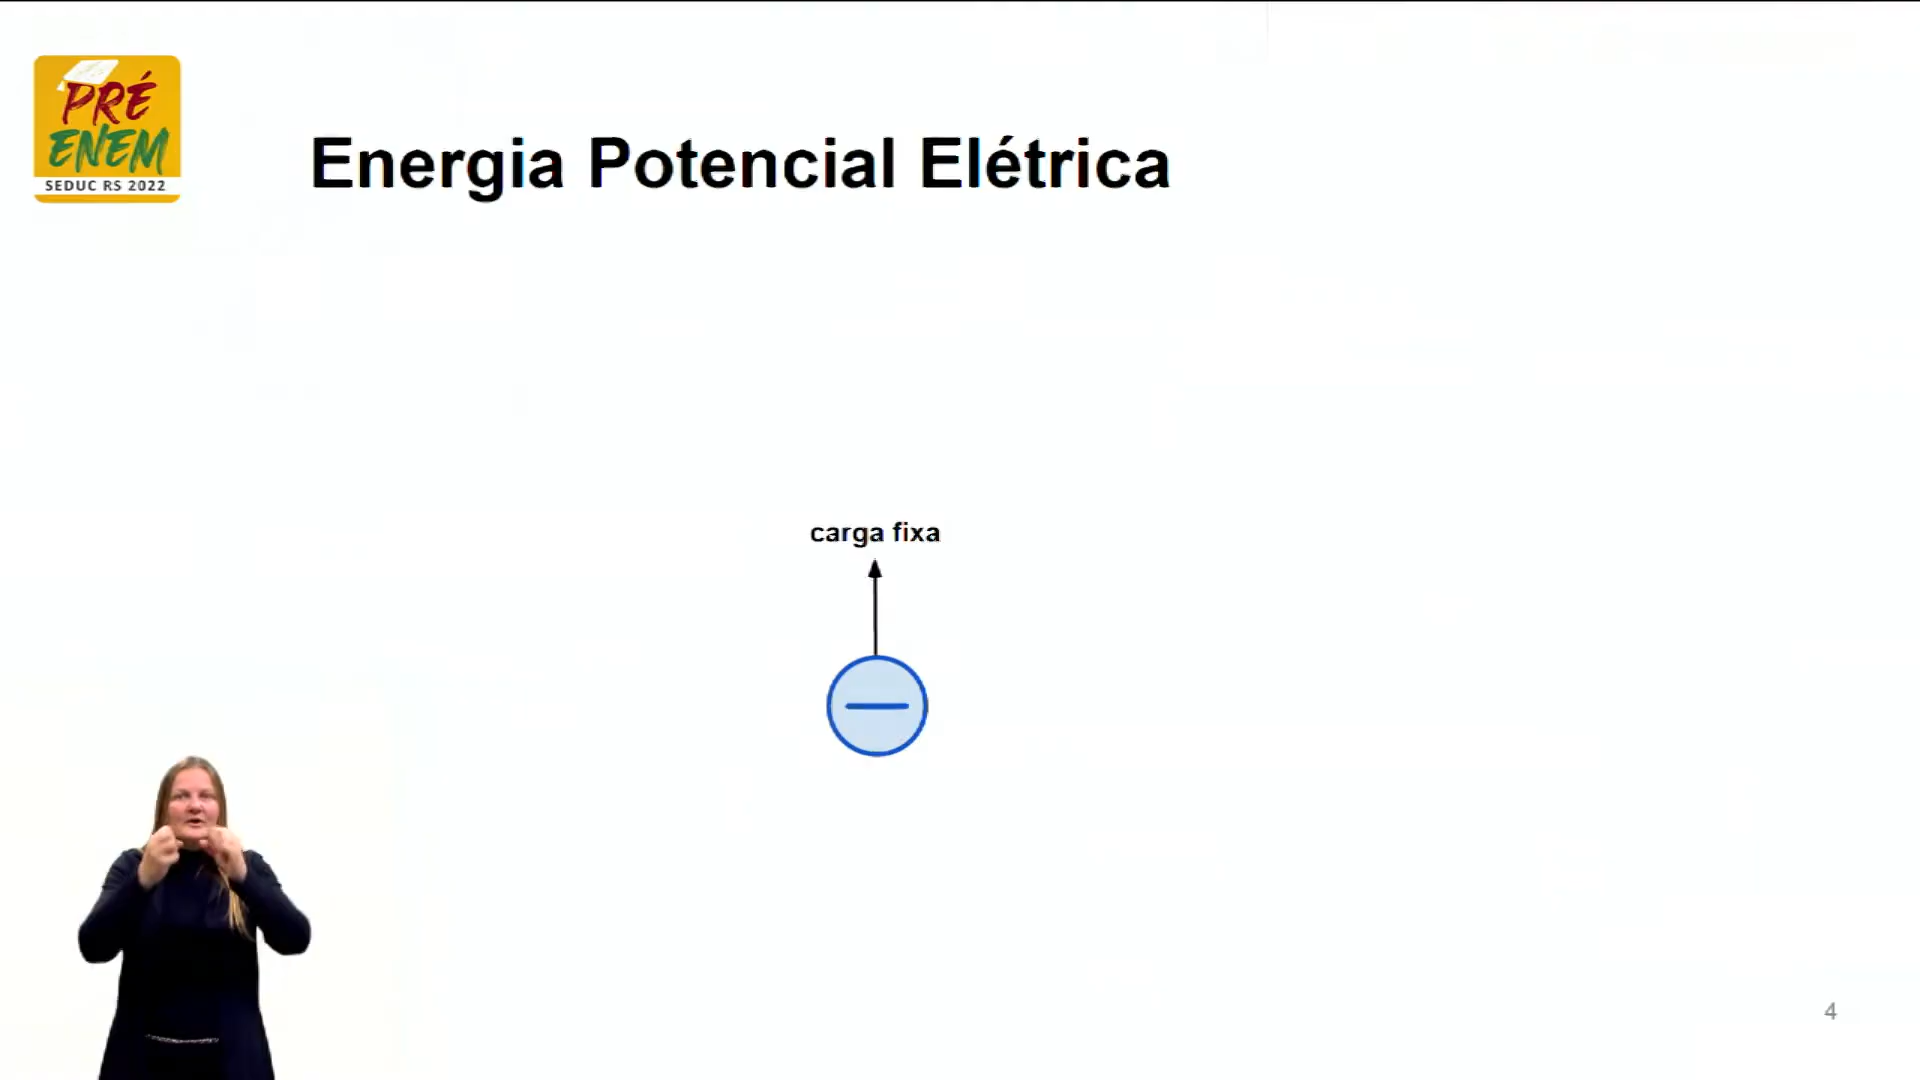 PRÉ
ENEM
SEDUC RS 2022
Energia Potencial Elétrica
carga fixa
4